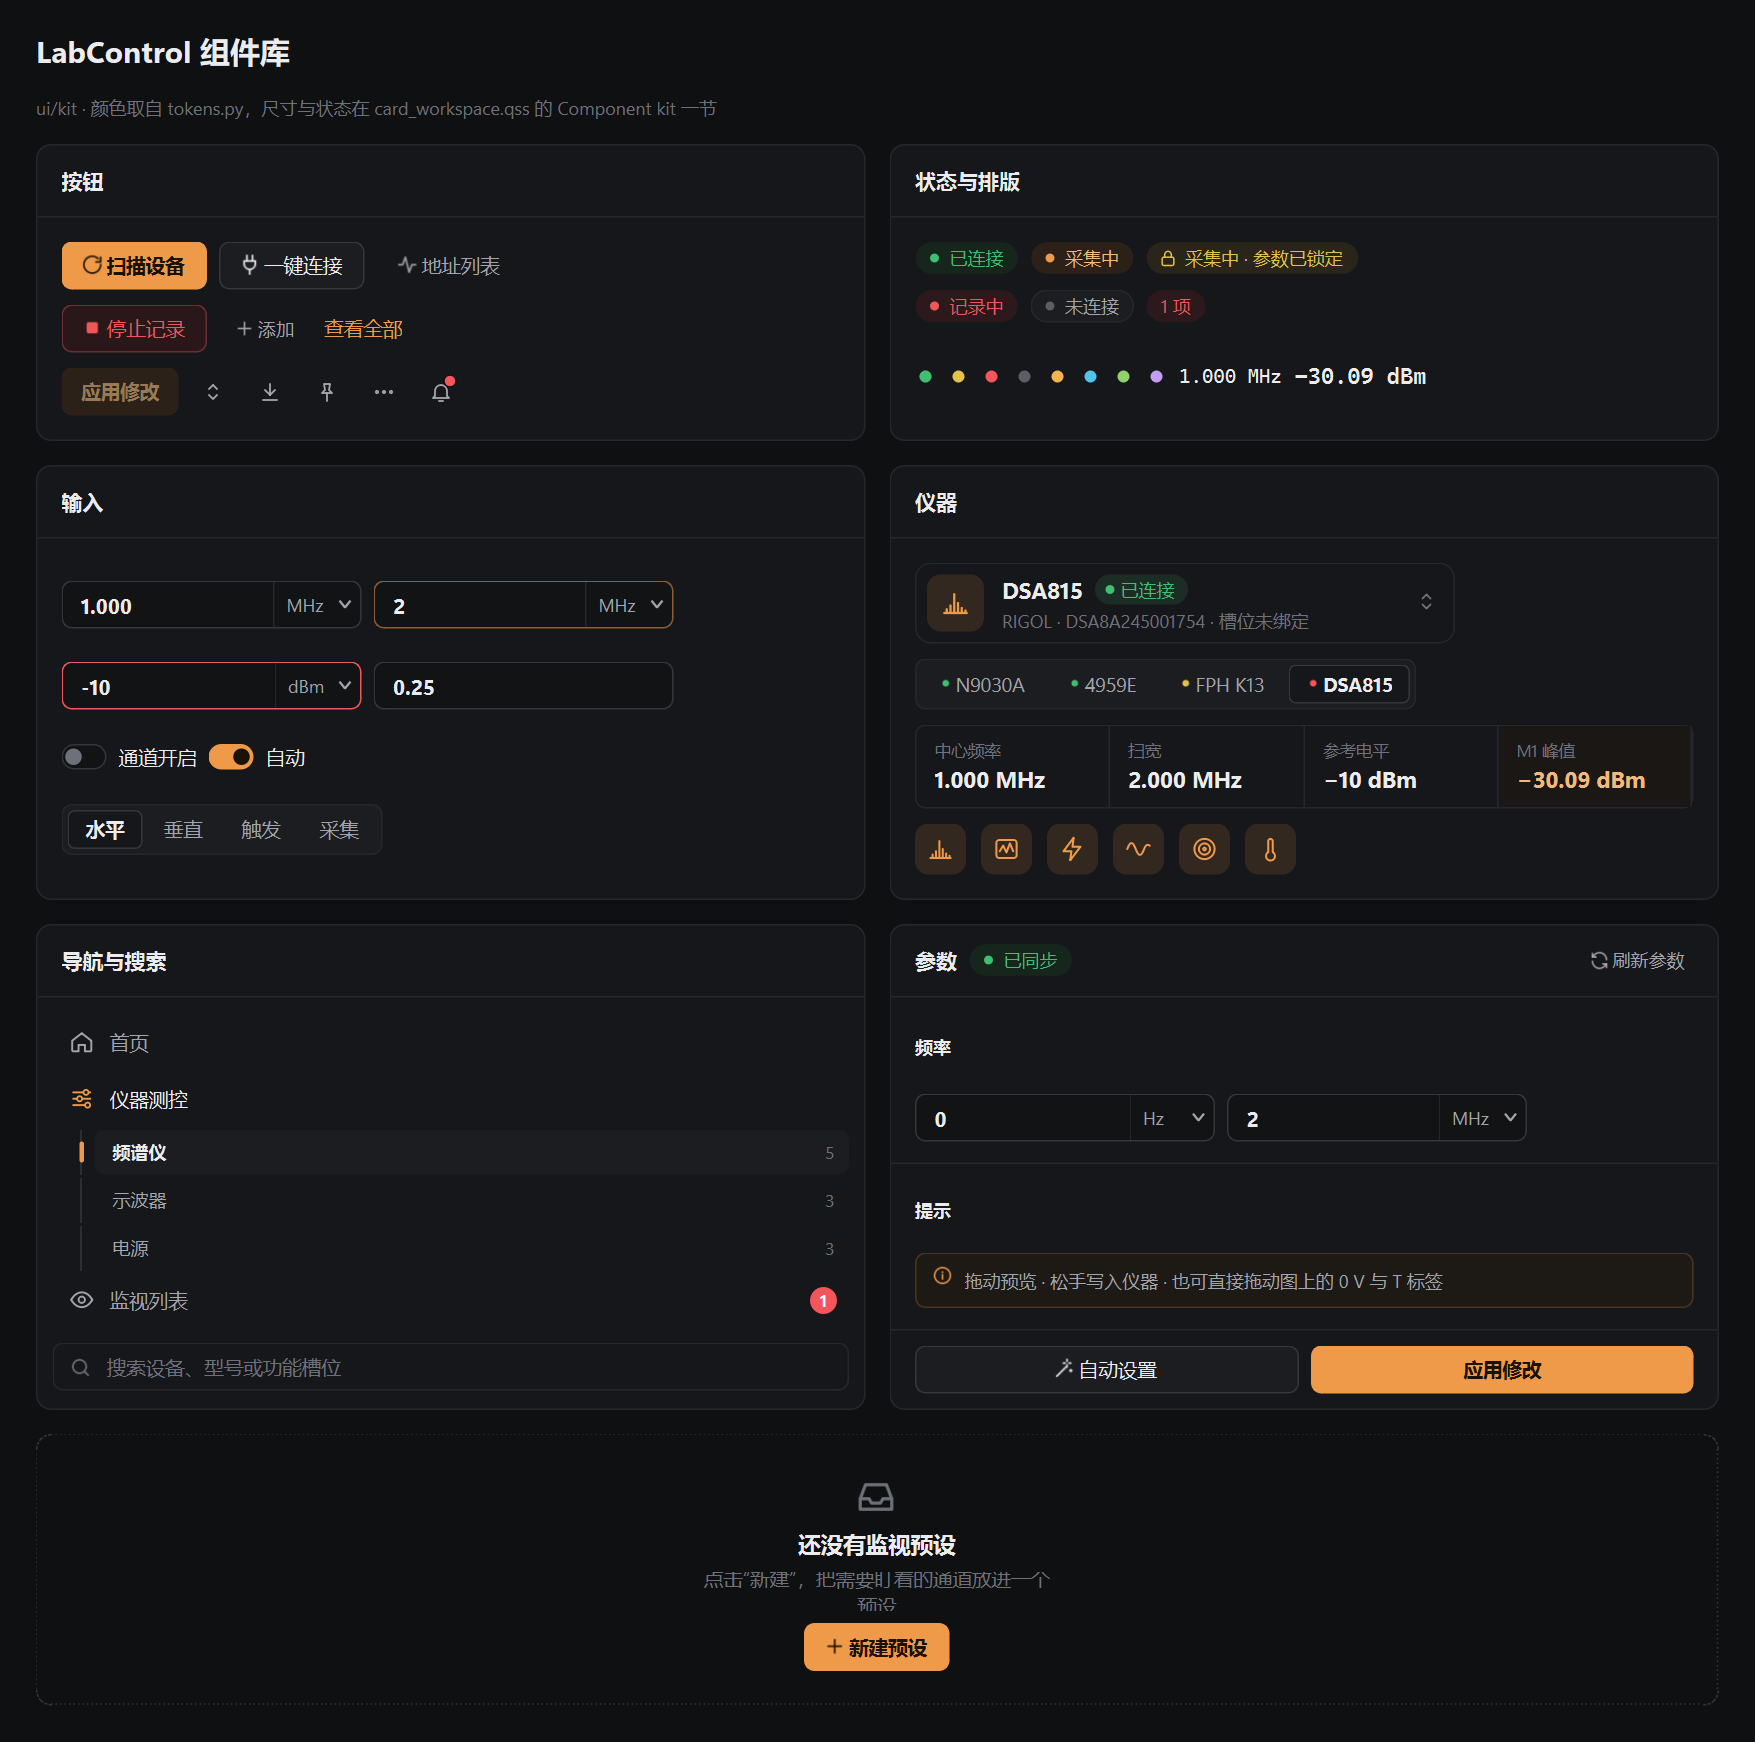 LabControl 组件库
ui/kit · 颜色取自 tokens.py，尺寸与状态在 card_workspace.qss 的 Component kit 一节
按钮
扫描设备
一键连接
地址列表
停止记录
添加
查看全部
应用修改
状态与排版
已连接
采集中
采集中 · 参数已锁定
记录中
未连接
1 项
1.000 MHz
−30.09 dBm
输入
1.000 MHz
2 MHz
-10 dBm
0.25
通道开启
自动
水平
垂直
触发
采集
仪器
DSA815
已连接
RIGOL · DSA8A245001754 · 槽位未绑定
N9030A
4959E
FPH K13
DSA815
中心频率
1.000 MHz
扫宽
2.000 MHz
参考电平
−10 dBm
M1 峰值
−30.09 dBm
导航与搜索
首页
仪器测控
频谱仪 5
示波器 3
电源 3
监视列表 1
搜索设备、型号或功能槽位
参数
已同步
刷新参数
频率
0 Hz
2 MHz
提示
拖动预览 · 松手写入仪器 · 也可直接拖动图上的 0 V 与 T 标签
自动设置
应用修改
还没有监视预设
点击“新建”，把需要盯看的通道放进一个
预设
新建预设